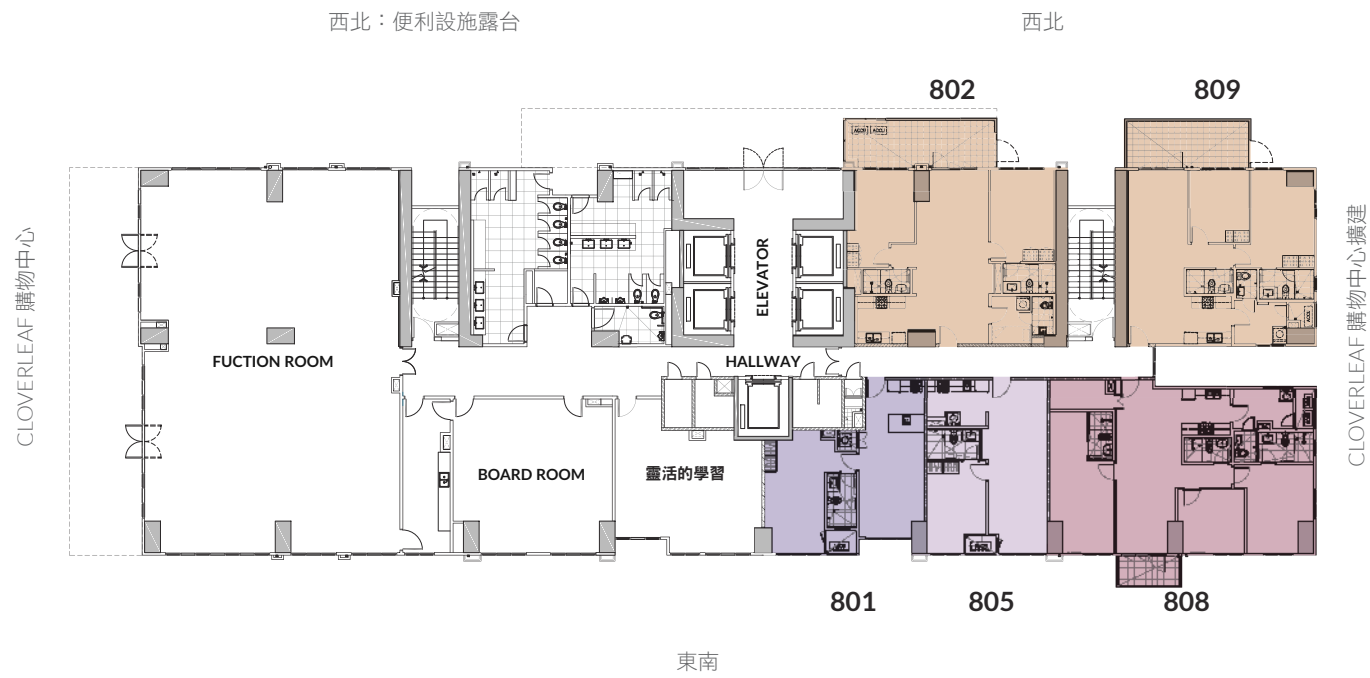 西北：便利設施露台
西北
802
809
ACCU ACCU
CLOVERLEAF 購物中心
ELEVATOR
CLOVERLEAF 購物中心擴建
FUCTION ROOM
HALLWAY
BOARD ROOM
靈活的學習
801
805
808
東南